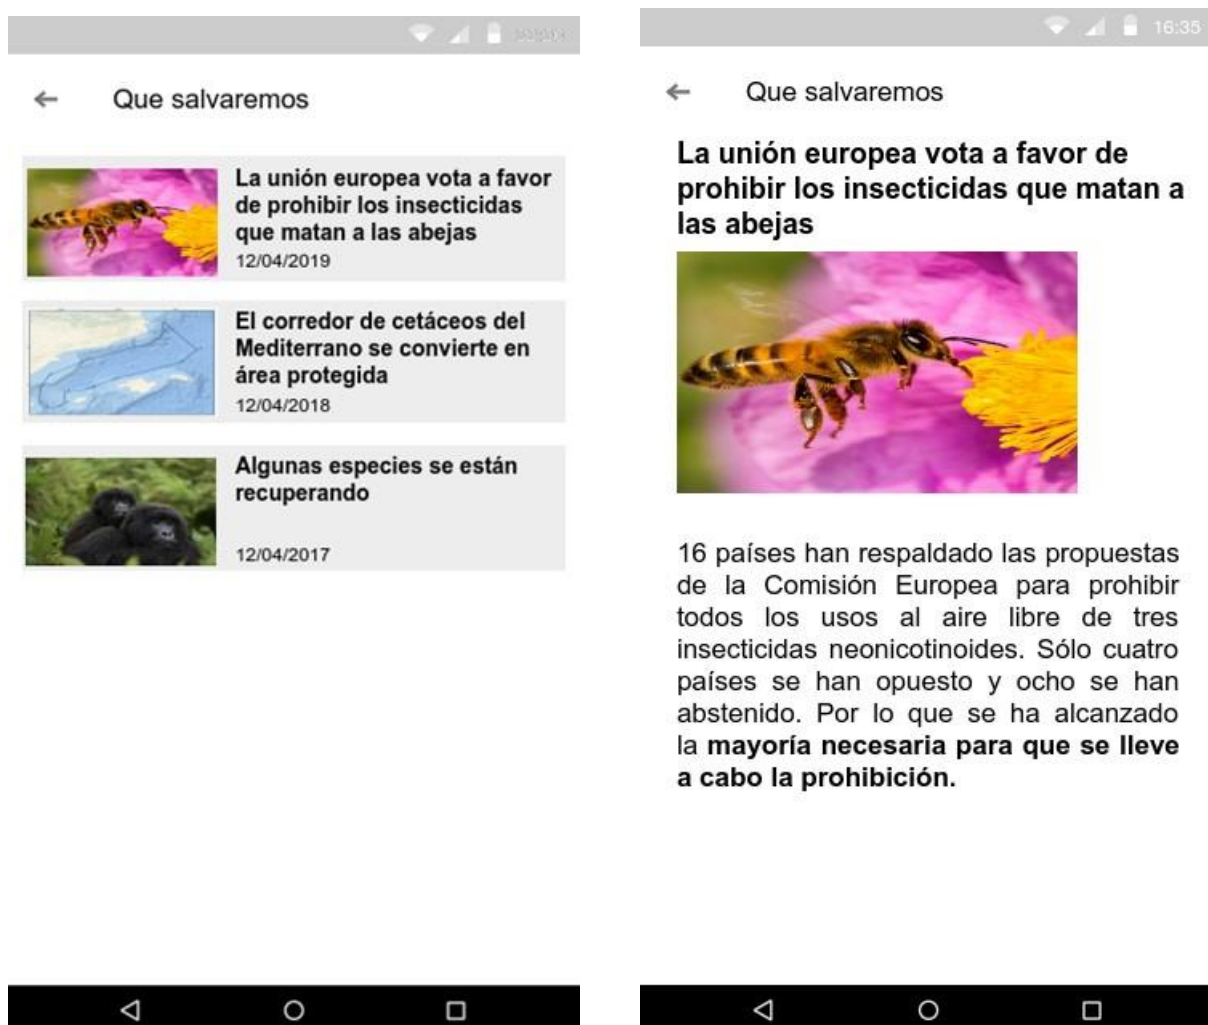 Que salvaremos
La unión europea vota a favor
de prohibir los insecticidas
que matan a las abejas
12/04/2019
El corredor de cetáceos del
Mediterrano se convierte en
área protegida
12/04/2018
Algunas especies se están
recuperando
12/04/2017
16:35
Que salvaremos
La unión europea vota a favor de
prohibir los insecticidas que matan a
las abejas
16 países han respaldado las propuestas
de la Comisión Europea para prohibir
todos los usos al aire libre de tres
insecticidas neonicotinoides. Sólo cuatro
países se han opuesto y ocho se han
abstenido. Por lo que se ha alcanzado
la mayoría necesaria para que se lleve
a cabo la prohibición.